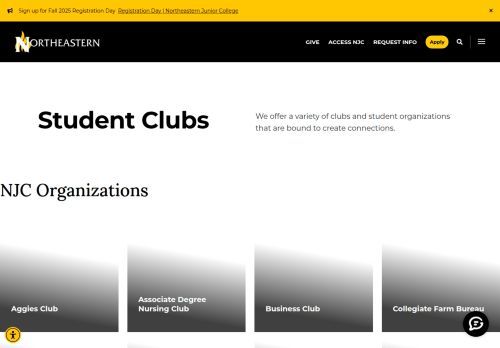 Sign up for Fall 2025 Registration Day Registration Day | Northeastern Junior College ×
NORTHEASTERN GIVE ACCESS NJC REQUEST INFO Apply
Student Clubs
We offer a variety of clubs and student organizations
that are bound to create connections.
NJC Organizations
Aggies Club
Associate Degree
Nursing Club
Business Club
Collegiate Farm Bureau